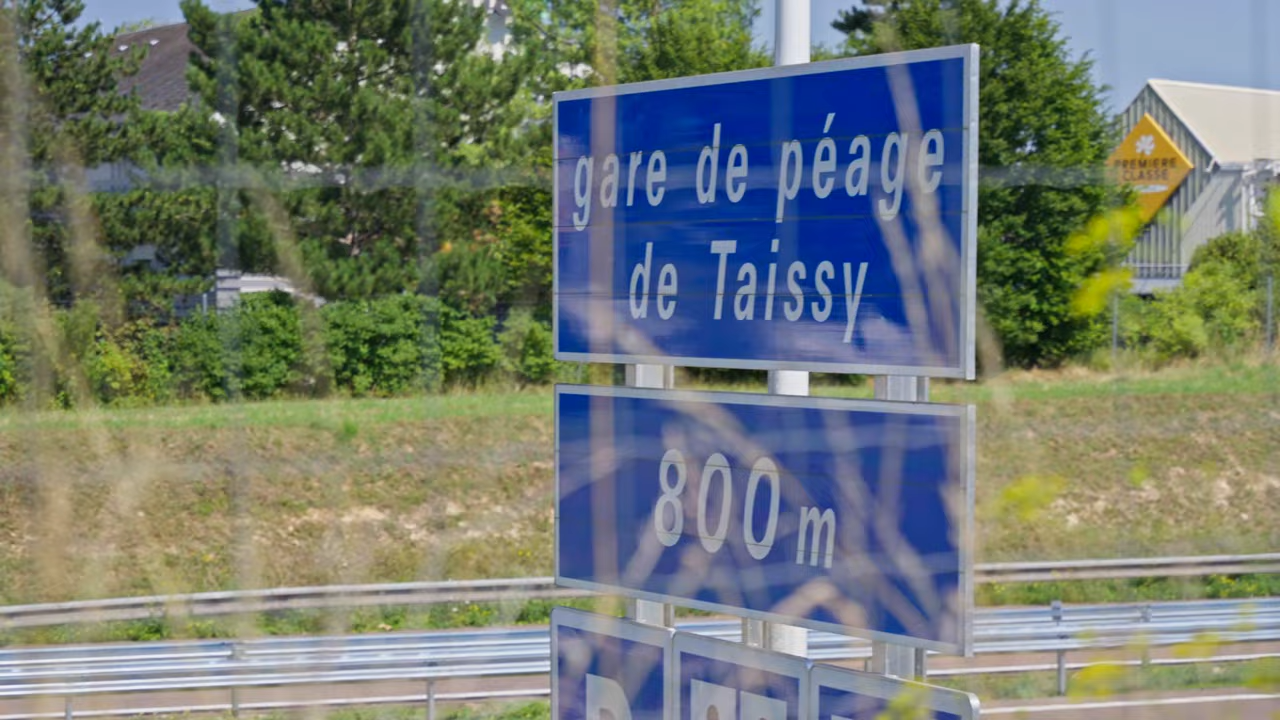 gare de péage
de Taissy
PREMIERE
CLASSE
800 m